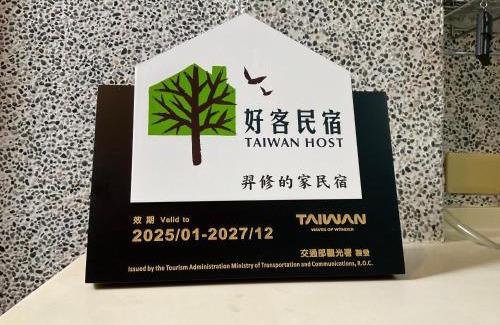 好客民宿
TAIWAN HOST
羿修的家民宿
效期 Valid to
2025/01-2027/12
TAIWAN
WAVES OF WONDER
交通部觀光署 聯發
Issued by the Tourism Administration Ministry of Transportation and Communications, R.O.C.